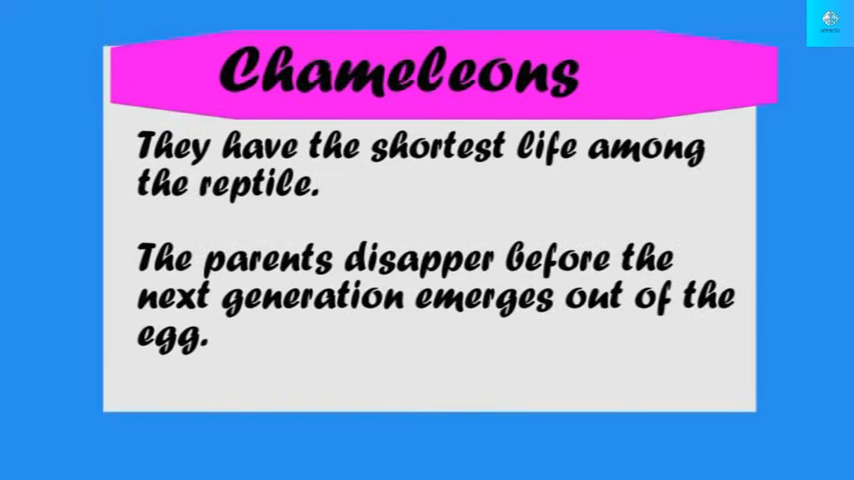 Chameleons
They have the shortest life among
the reptile.
The parents disapper before the
next generation emerges out of the
egg.